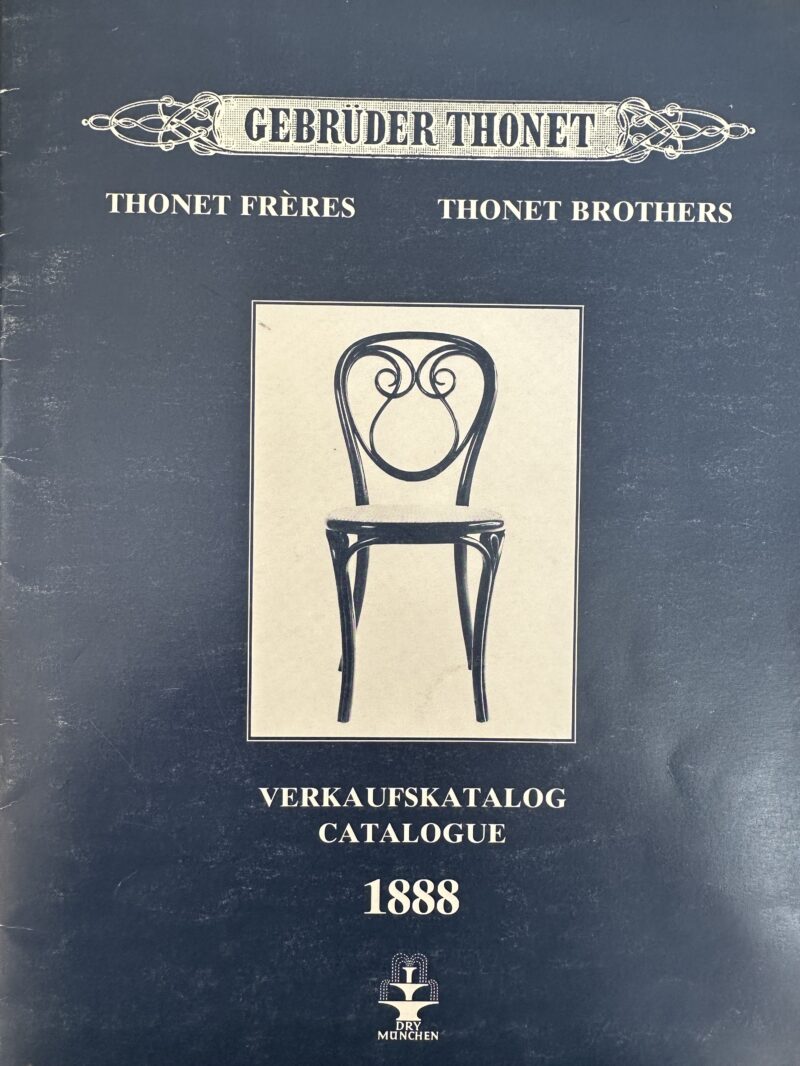 GEBRÜDER THONET
THONET FRÈRES THONET BROTHERS
VERKAUFSKATALOG
CATALOGUE
1888
DRY
MÜNCHEN